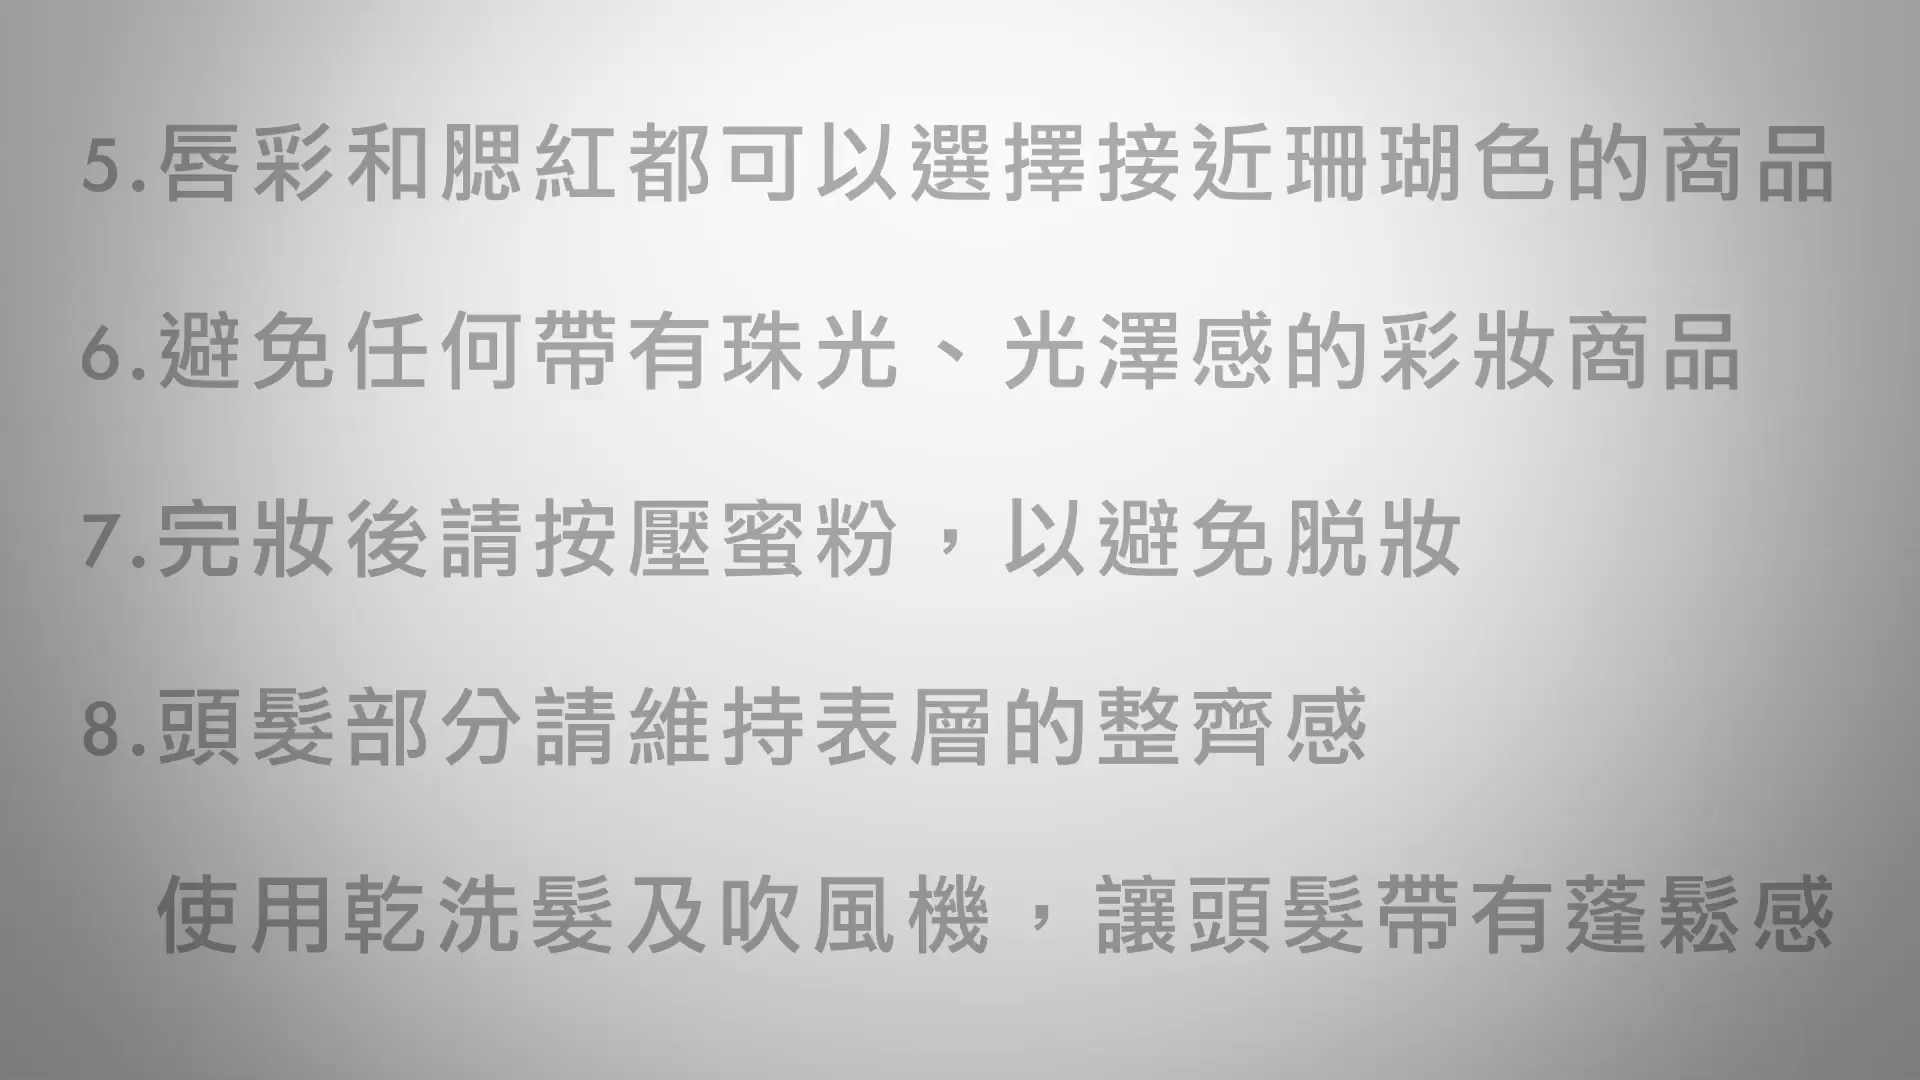 5.唇彩和腮紅都可以選擇接近珊瑚色的商品
6.避免任何帶有珠光、光澤感的彩妝商品
7.完妝後請按壓蜜粉，以避免脱妝
8.頭髮部分請維持表層的整齊感
使用乾洗髮及吹風機，讓頭髮帶有蓬鬆感